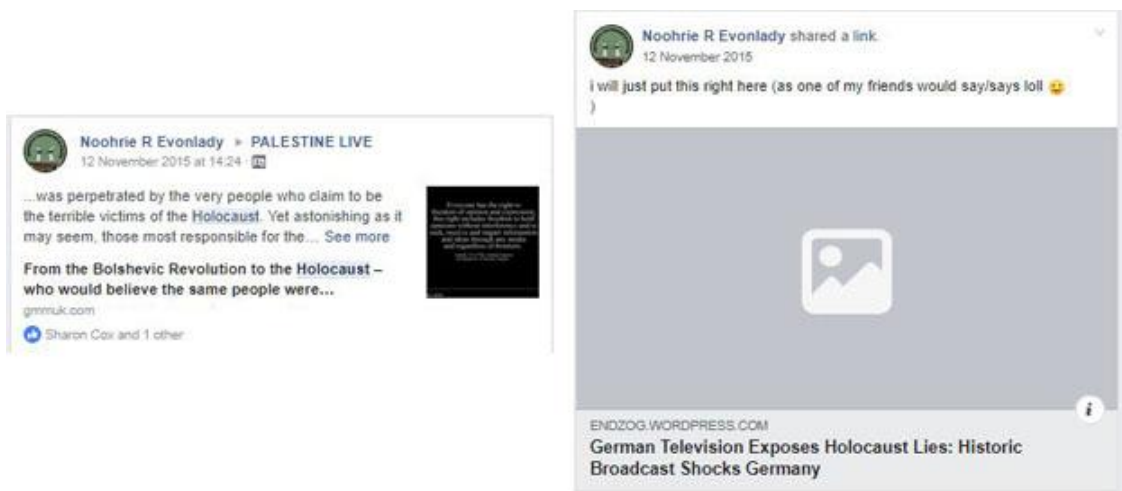 Noohrie R Evonlady ▸ PALESTINE LIVE
12 November 2015 at 14:24 ·
...was perpetrated by the very people who claim to be
the terrible victims of the Holocaust. Yet astonishing as it
may seem, those most responsible for the... See more
From the Bolshevic Revolution to the Holocaust –
who would believe the same people were...
gmmuk.com
Sharon Cox and 1 other
Noohrie R Evonlady shared a link.
12 November 2015
i will just put this right here (as one of my friends would say/says loll 😛
)
i
ENDZOG.WORDPRESS.COM
German Television Exposes Holocaust Lies: Historic
Broadcast Shocks Germany